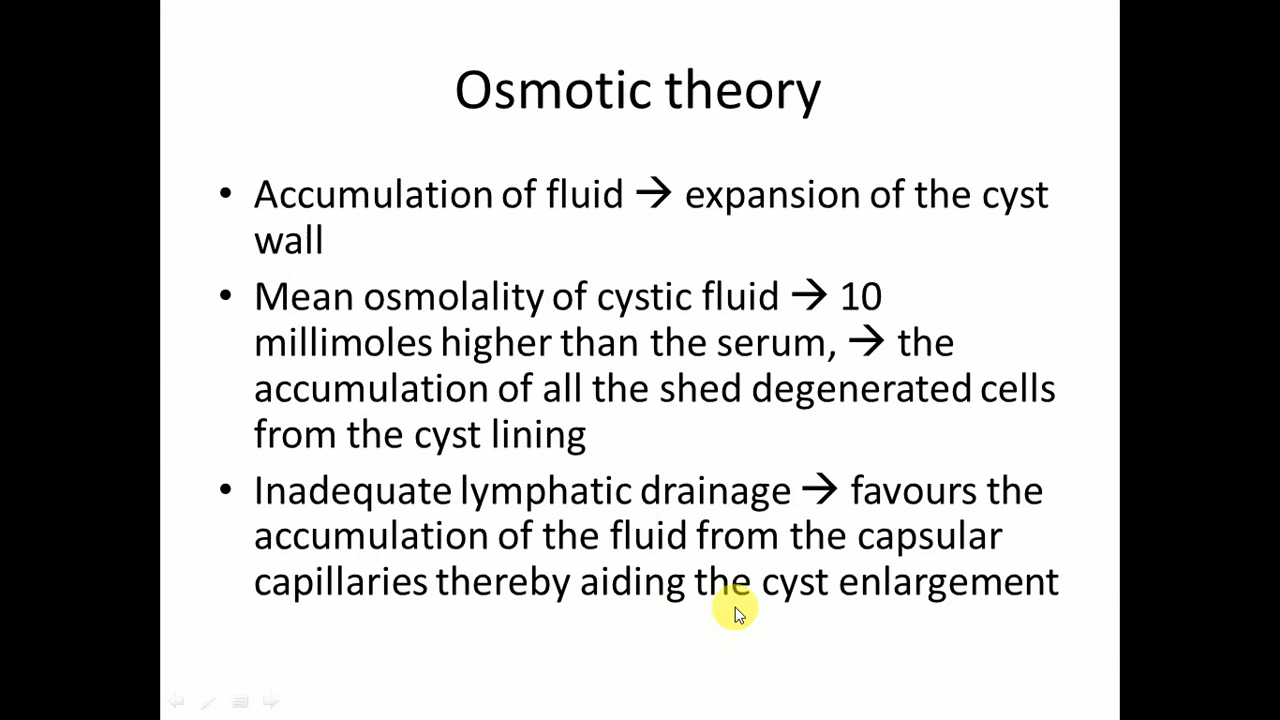 Osmotic theory
• Accumulation of fluid → expansion of the cyst
wall
• Mean osmolality of cystic fluid → 10
millimoles higher than the serum, → the
accumulation of all the shed degenerated cells
from the cyst lining
• Inadequate lymphatic drainage → favours the
accumulation of the fluid from the capsular
capillaries thereby aiding the cyst enlargement